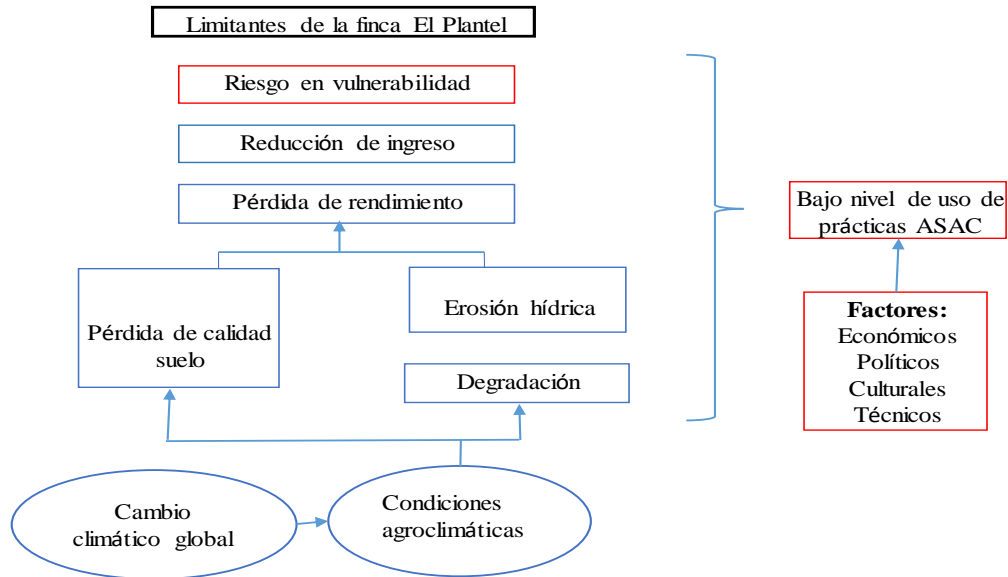 Limitantes de la finca El Plantel
Riesgo en vulnerabilidad
Reducción de ingreso
Pérdida de rendimiento
Pérdida de calidad
suelo
Erosión hídrica
Degradación
Cambio
climático global
Condiciones
agroclimáticas
Bajo nivel de uso de
prácticas ASAC
Factores:
Económicos
Políticos
Culturales
Técnicos